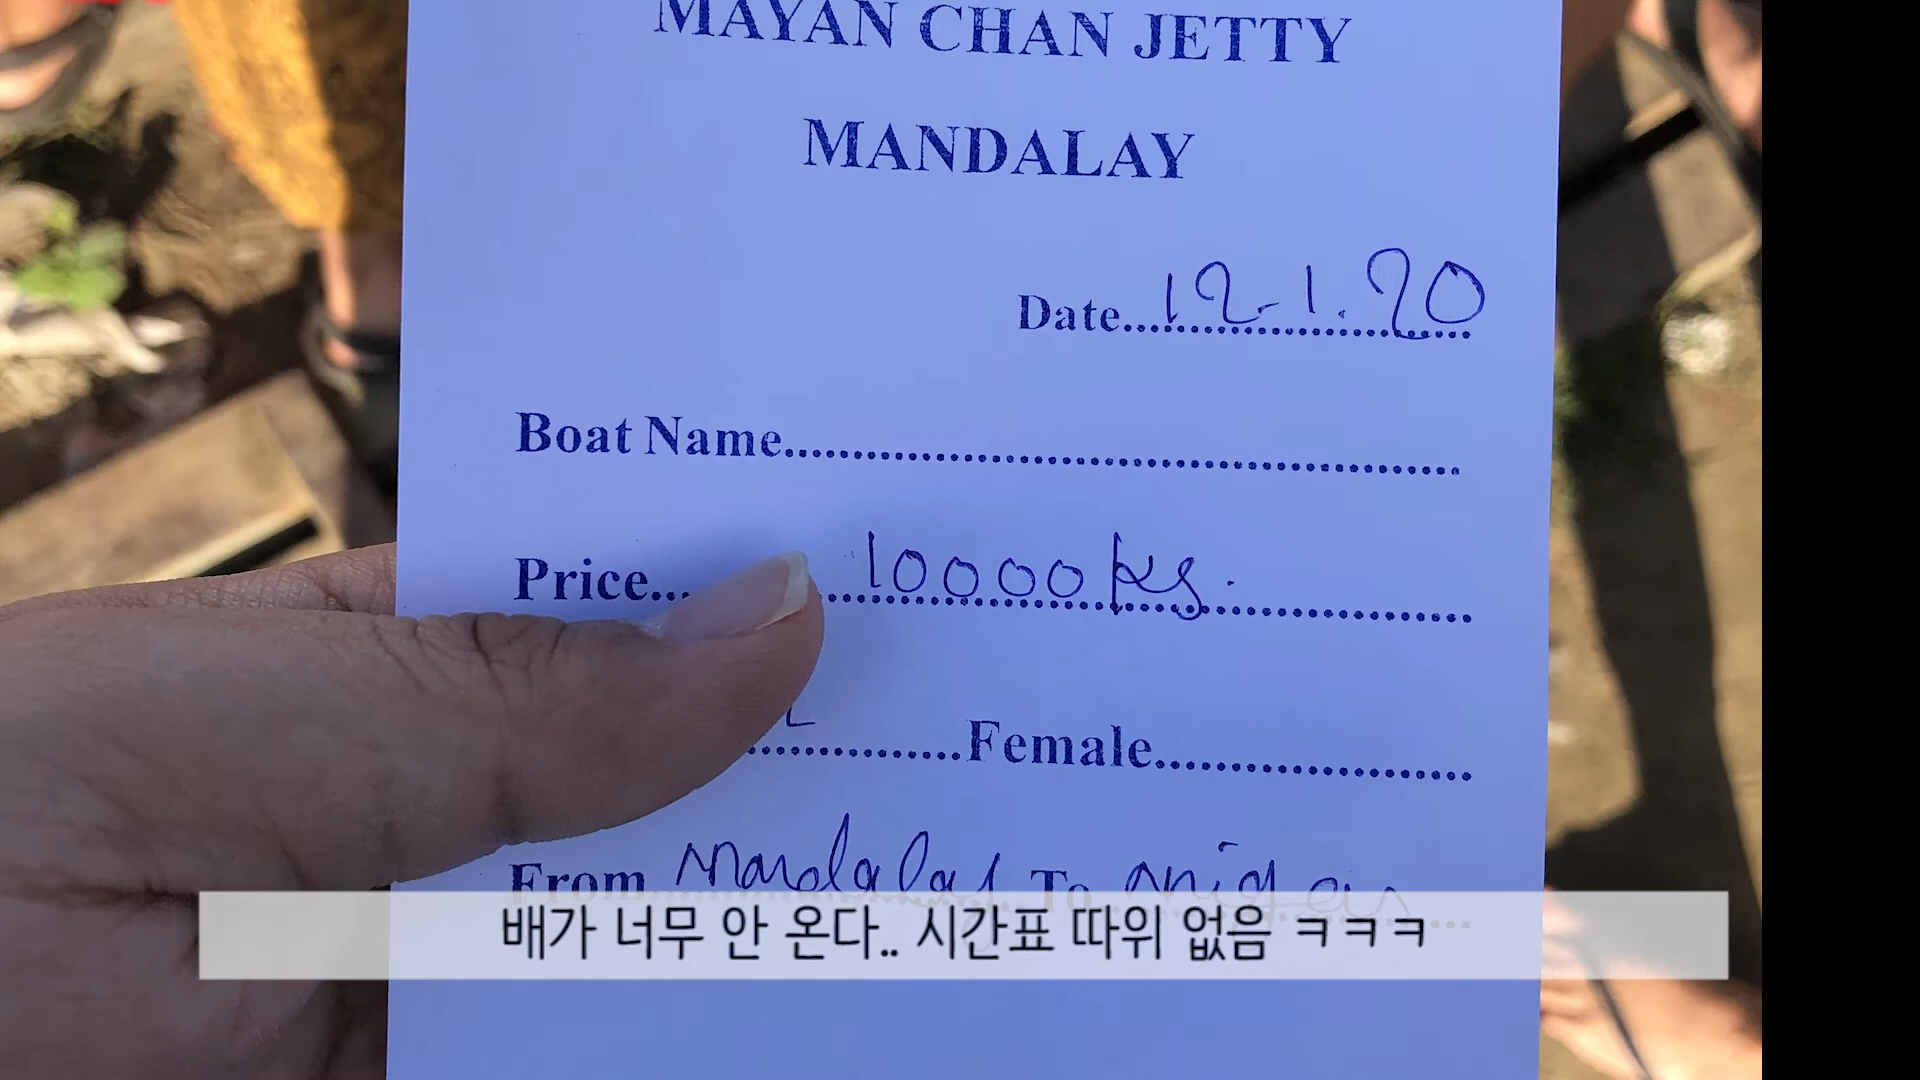 MAYAN CHAN JETTY
MANDALAY
Date 12.1.20
Boat Name
Price 10000 ks.
Female
From Mandalay To
배가 너무 안 온다.. 시간표 따위 없음 ㅋㅋㅋ